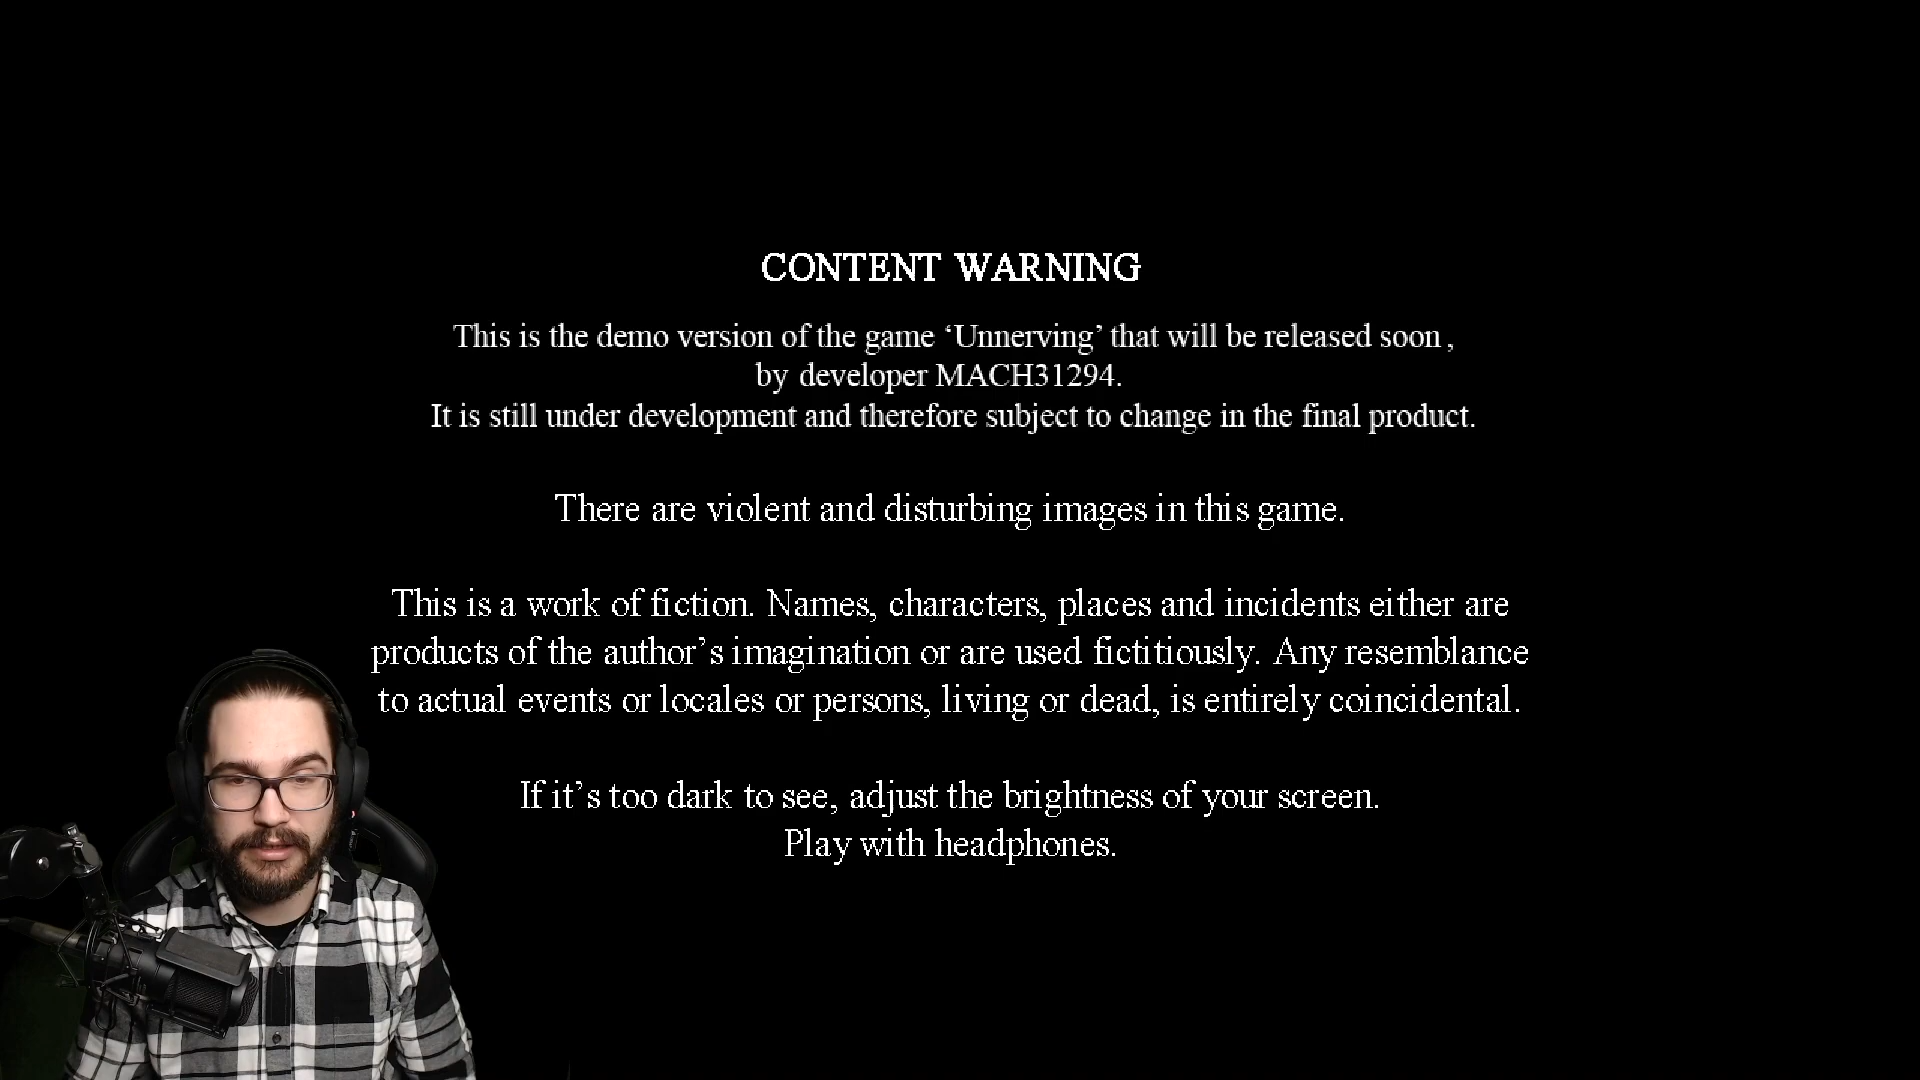 CONTENT WARNING
This is the demo version of the game ‘Unnerving’ that will be released soon ,
by developer MACH31294.
It is still under development and therefore subject to change in the final product.
There are violent and disturbing images in this game.
This is a work of fiction. Names, characters, places and incidents either are
products of the author’s imagination or are used fictitiously. Any resemblance
to actual events or locales or persons, living or dead, is entirely coincidental.
If it’s too dark to see, adjust the brightness of your screen.
Play with headphones.